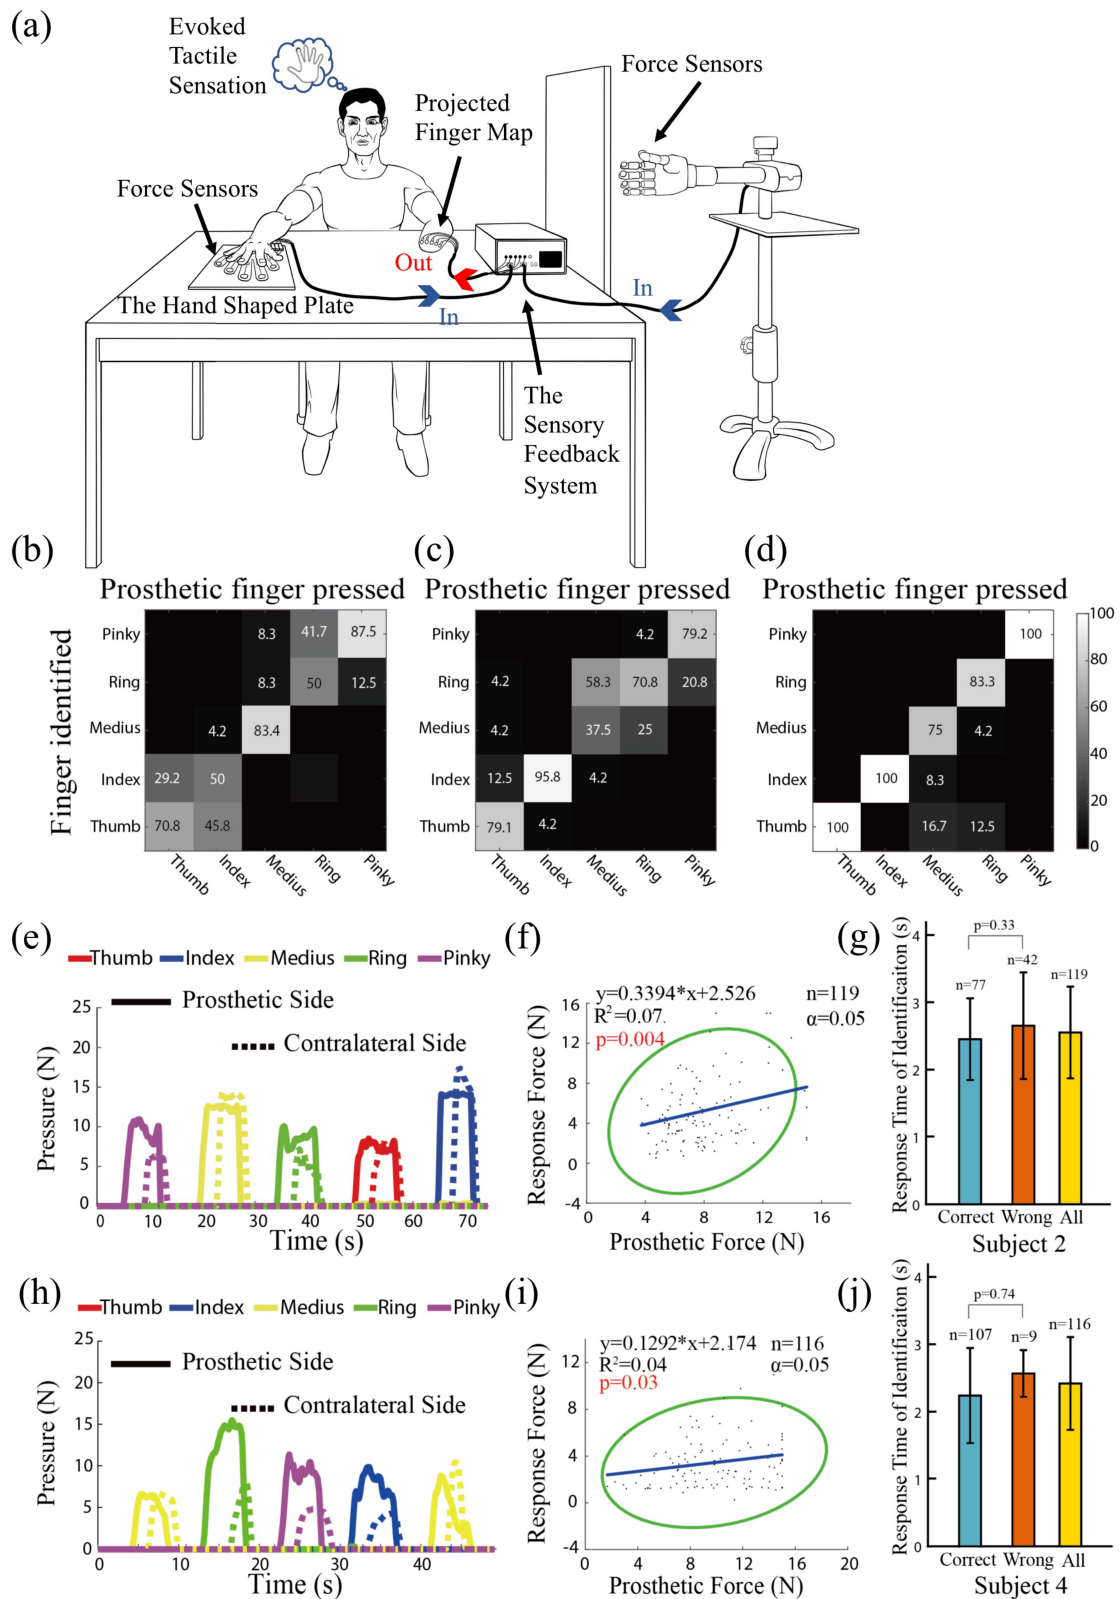 (a)
Evoked
Tactile
Sensation
Projected
Finger Map
Force Sensors
Force Sensors
Out
In
In
The Hand Shaped Plate
The
Sensory
Feedback
System
(b)
Prosthetic finger pressed
Finger identified
Pinky 8.3 41.7 87.5
Ring 8.3 50 12.5
Medius 4.2 83.4
Index 29.2 50
Thumb 70.8 45.8
Thumb Index Medius Ring Pinky
(c)
Prosthetic finger pressed
Pinky 4.2 79.2
Ring 4.2 58.3 70.8 20.8
Medius 4.2 37.5 25
Index 12.5 95.8 4.2
Thumb 79.1 4.2
Thumb Index Medius Ring Pinky
(d)
Prosthetic finger pressed
Pinky 100
Ring 83.3
Medius 75 4.2
Index 100 8.3
Thumb 100 16.7 12.5
Thumb Index Medius Ring Pinky
100
80
60
40
20
0
(e)
Thumb Index Medius Ring Pinky
Prosthetic Side
Contralateral Side
Pressure (N)
25
20
15
10
5
0
0 10 20 30 40 50 60 70
Time (s)
(f)
y=0.3394*x+2.526 n=119
R²=0.07 α=0.05
p=0.004
Response Force (N)
16
12
8
4
0
-4
0 4 8 12 16
Prosthetic Force (N)
(g)
Response Time of Identificaiton (s)
4
3
2
1
0
p=0.33
n=77 n=42 n=119
Correct Wrong All
Subject 2
(h)
Thumb Index Medius Ring Pinky
Prosthetic Side
Contralateral Side
Pressure (N)
25
20
15
10
5
0
0 10 20 30 40
Time (s)
(i)
y=0.1292*x+2.174 n=116
R²=0.04 α=0.05
p=0.03
Response Force (N)
12
8
4
0
-4
0 4 8 12 16 20
Prosthetic Force (N)
(j)
Response Time of Identificaiton (s)
4
3
2
1
0
p=0.74
n=107 n=9 n=116
Correct Wrong All
Subject 4